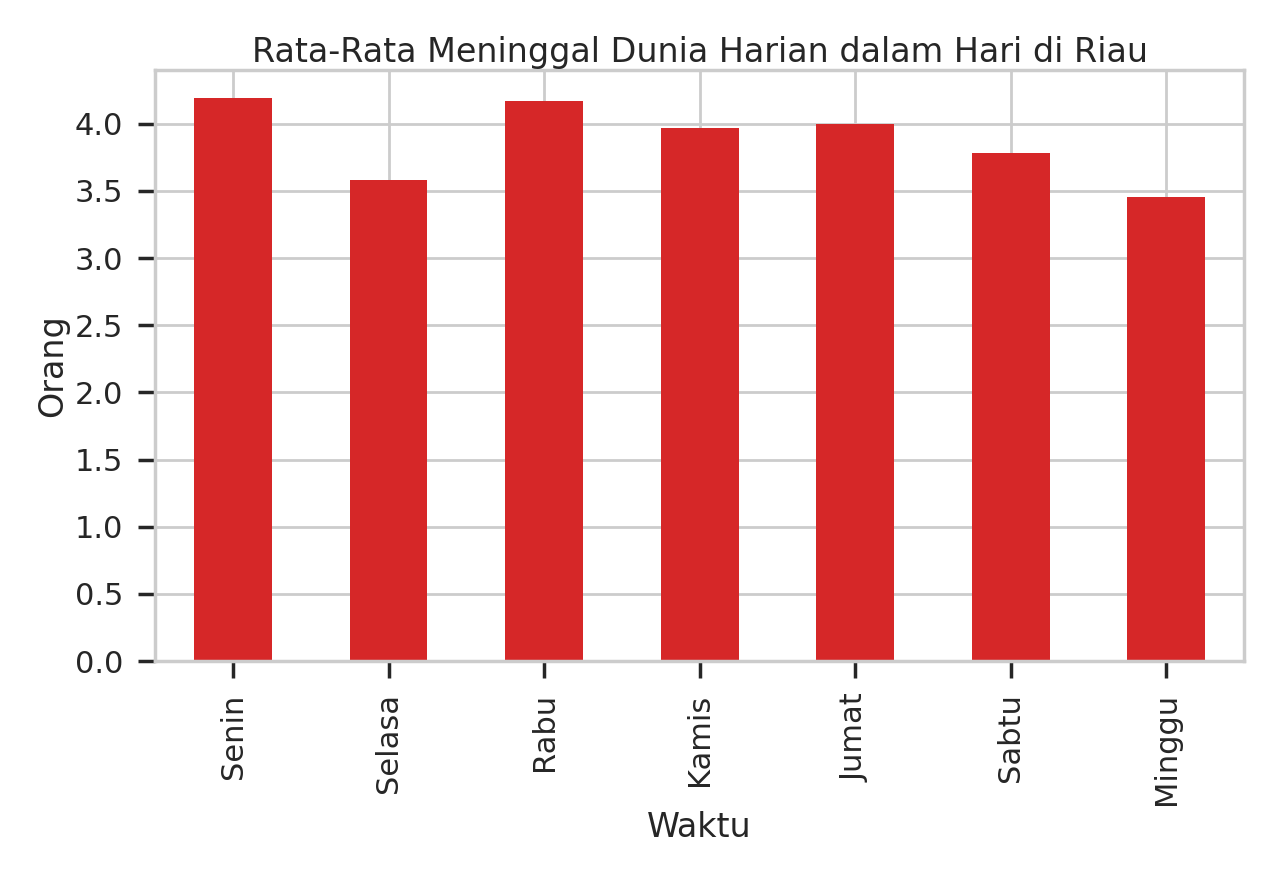 Rata-Rata Meninggal Dunia Harian dalam Hari di Riau
Orang
4.0
3.5
3.0
2.5
2.0
1.5
1.0
0.5
0.0
Senin
Selasa
Rabu
Kamis
Jumat
Sabtu
Minggu
Waktu